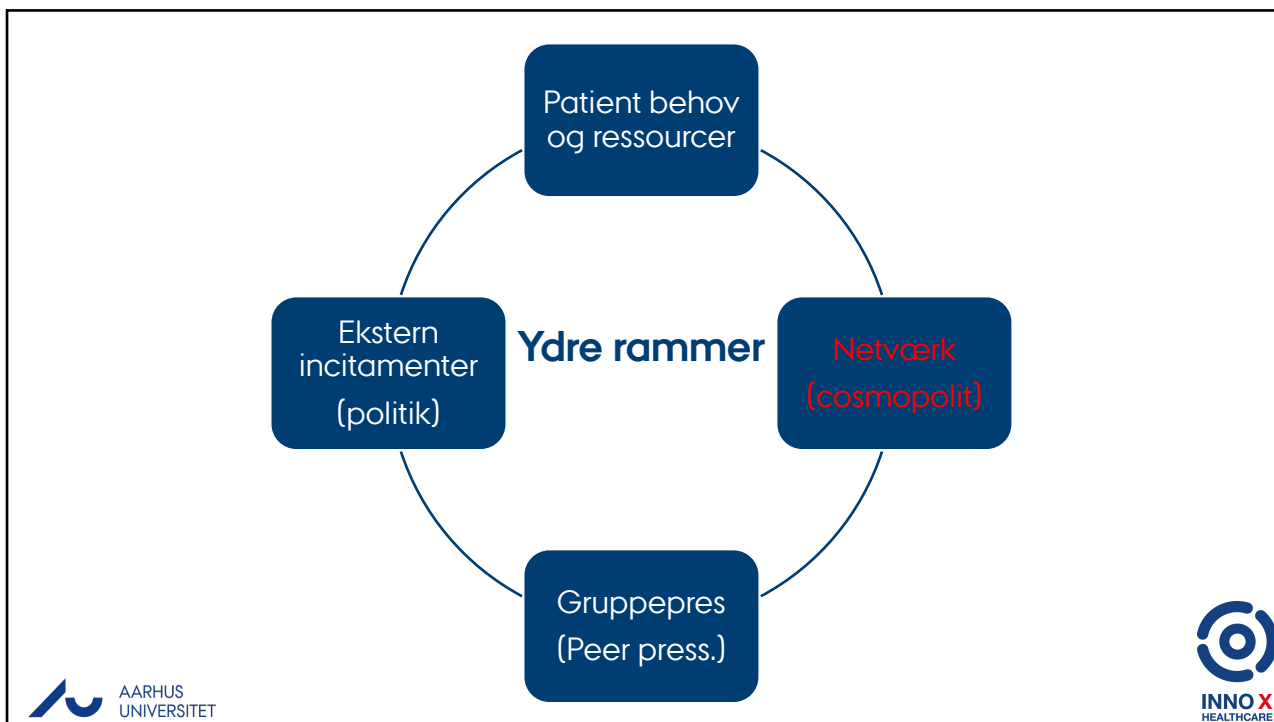 Patient behov
og ressourcer
Ekstern
incitamenter
(politik)
Ydre rammer
Netværk
(cosmopolit)
Gruppepres
(Peer press.)
AARHUS
UNIVERSITET
INNO X
HEALTHCARE